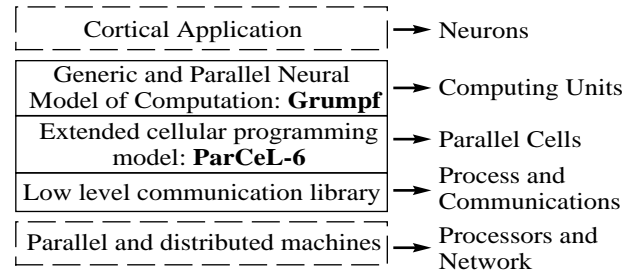 Cortical Application
Neurons
Generic and Parallel Neural
Model of Computation: Grumpf
Computing Units
Extended cellular programming
model: ParCeL-6
Parallel Cells
Low level communication library
Process and
Communications
Parallel and distributed machines
Processors and
Network